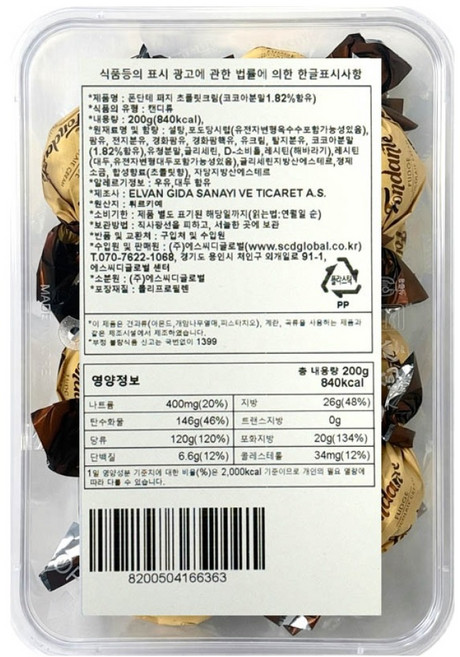 식품등의 표시 광고에 관한 법률에 의한 한글표시사항
*제품명 : 폰단테 퍼지 초콜릿크림(코코아분말1.82%함유)
*식품의 유형 : 캔디류
*내용량 : 200g(840kcal),
*원재료명 및 함량 : 설탕,포도당시럽(유전자변형옥수수포함가능성있음),
팜유, 전지분유, 경화팜유, 경화팜핵유, 유크림, 탈지분유, 코코아분말
(1.82%함유),유청분말,글리세린, D-소비톨,레시틴(해바라기),레시틴
(대두,유전자변형대두포함가능성있음),글리세린지방산에스테르,정제
소금, 합성향료(초콜릿향), 자당지방산에스테르
*알레르기정보 : 우유,대두 함유
*제조사 : ELVAN GIDA SANAYI VE TICARET A.S.
*원산지 : 튀르키예
*소비기한 : 제품 별도 표기된 해당일까지(읽는법:연월일 순)
*보관방법 : 직사광선을 피하고, 서늘한 곳에 보관
*반품 및 교환처 : 구입처 및 수입원
*수입원 및 판매원 : (주)에스씨디글로벌(www.scdglobal.co.kr)
T.070-7622-1068, 경기도 용인시 처인구 외개일로 91-1,
에스씨디글로벌 센터
*소분원 : (주)에스씨디글로벌
*포장재질 : 폴리프로필렌
플라스틱
PP
*이 제품은 견과류(아몬드,개암나무열매,피스타치오), 계란, 곡류를 사용하는 제품과
같은 제조시설에서 제조하였습니다.
*부정 불량식품 신고는 국번없이 1399
영양정보
총 내용량 200g
840kcal
나트륨 400mg(20%) 지방 26g(48%)
탄수화물 146g(46%) 트랜스지방 0g
당류 120g(120%) 포화지방 20g(134%)
단백질 6.6g(12%) 콜레스테롤 34mg(12%)
1일 영양성분 기준치에 대한 비율(%)은 2,000kcal 기준이므로 개인의 필요 열량에
따라 다를 수 있습니다.
8200504166363
Fondante
FUDGE